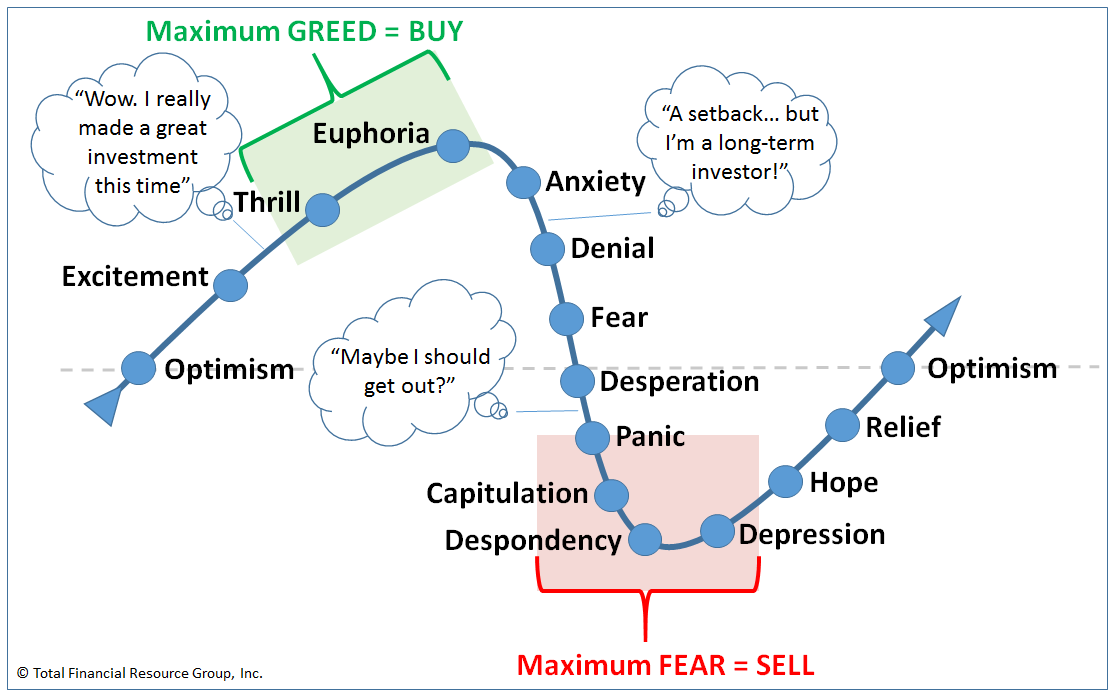 Maximum GREED = BUY
“Wow. I really
made a great
investment
this time”
“A setback... but
I’m a long-term
investor!”
Euphoria
Thrill
Anxiety
Excitement
Denial
Fear
“Maybe I should
get out?”
Optimism
Desperation
Optimism
Panic
Relief
Capitulation
Hope
Despondency
Depression
Maximum FEAR = SELL
© Total Financial Resource Group, Inc.